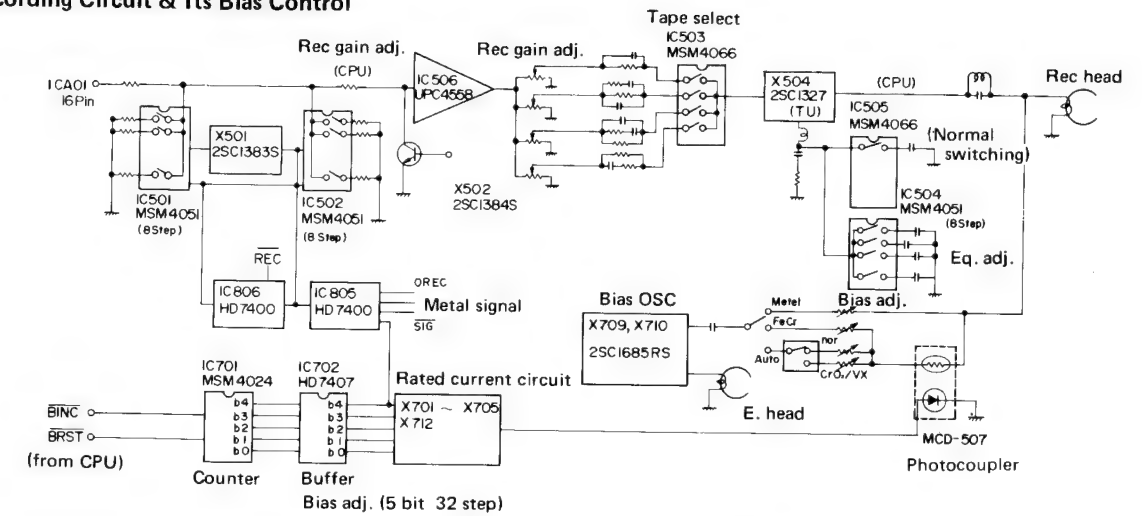 cording Circuit & Its Bias Control
Tape select
IC503
MSM4066
Rec gain adj.
(CPU)
Rec gain adj.
ICA01
16Pin
IC506
UPC4558
X504
2SC1327
(TU)
(CPU)
Rec head
IC505
MSM4066
(Normal
switching)
X501
2SC1383S
IC501
MSM4051
(8Step)
IC502
MSM4051
(8Step)
X502
2SC1384S
IC504
MSM4051
(8Step)
Eq. adj.
REC
IC806
HD7400
IC805
HD7400
OREC
Metal signal
SIG
Bias OSC
X709, X710
2SC1685RS
Metel
FeCr
Auto
nor
CrO₂/VX
Bias adj.
E. head
IC701
MSM4024
IC702
HD7407
Rated current circuit
X701 ~ X705
X712
BINC
BRST
(from CPU)
b4
b3
b2
b1
b0
b4
b3
b2
b1
b0
Counter
Buffer
Bias adj. (5 bit 32 step)
MCD-507
Photocoupler